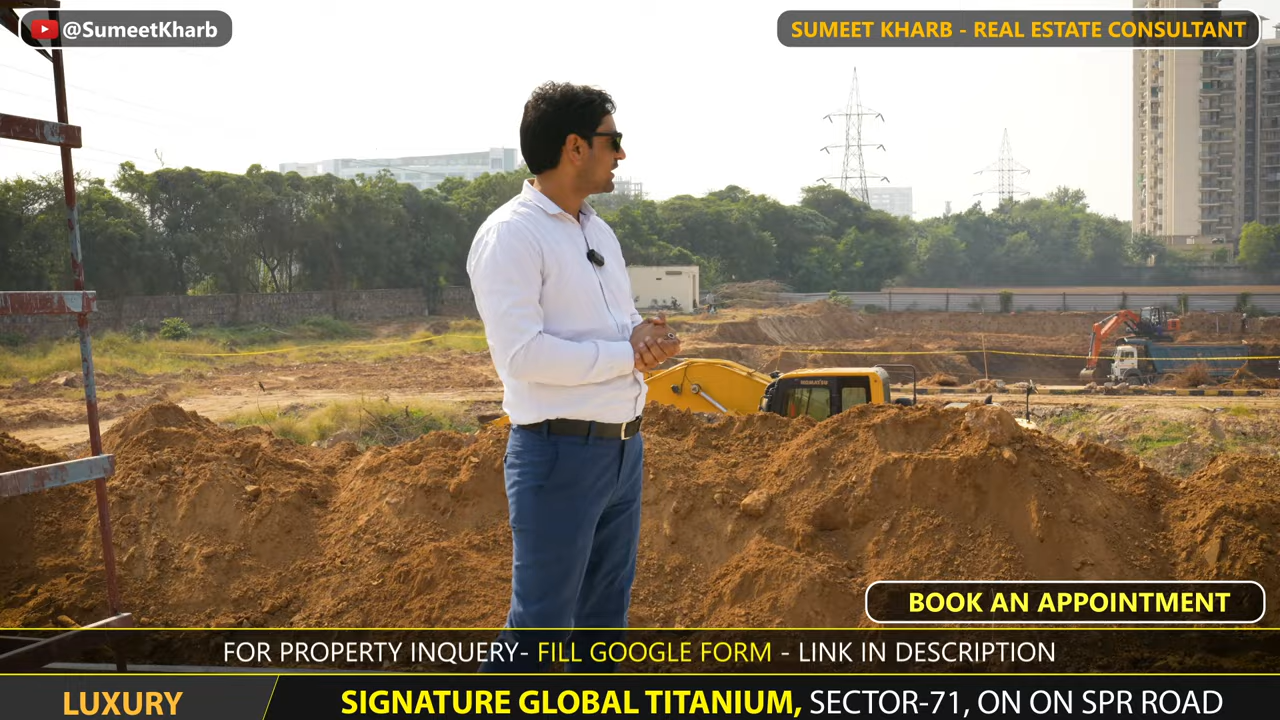 @SumeetKharb
SUMEET KHARB - REAL ESTATE CONSULTANT
KOMATSU
BOOK AN APPOINTMENT
FOR PROPERTY INQUERY- FILL GOOGLE FORM - LINK IN DESCRIPTION
LUXURY
SIGNATURE GLOBAL TITANIUM, SECTOR-71, ON ON SPR ROAD